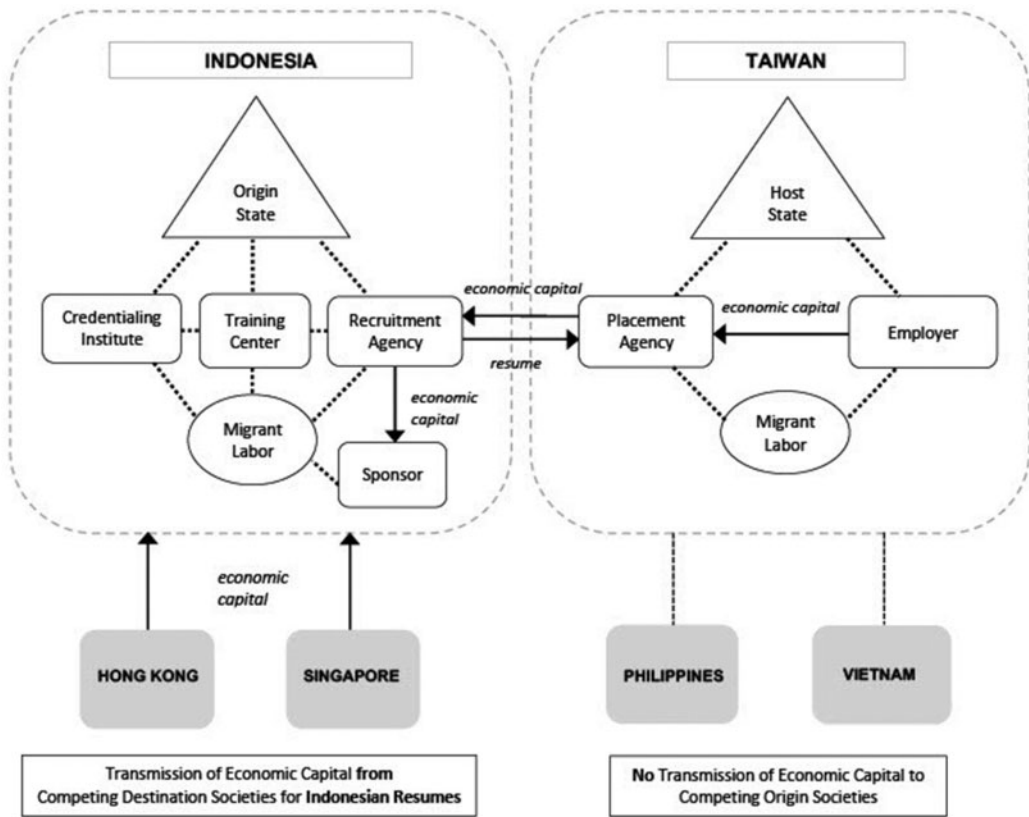 INDONESIA
TAIWAN
Origin
State
Host
State
Credentialing
Institute
Training
Center
Recruitment
Agency
economic capital
resume
Placement
Agency
economic capital
Employer
Migrant
Labor
economic
capital
Sponsor
Migrant
Labor
economic
capital
HONG KONG
SINGAPORE
PHILIPPINES
VIETNAM
Transmission of Economic Capital from
Competing Destination Societies for Indonesian Resumes
No Transmission of Economic Capital to
Competing Origin Societies